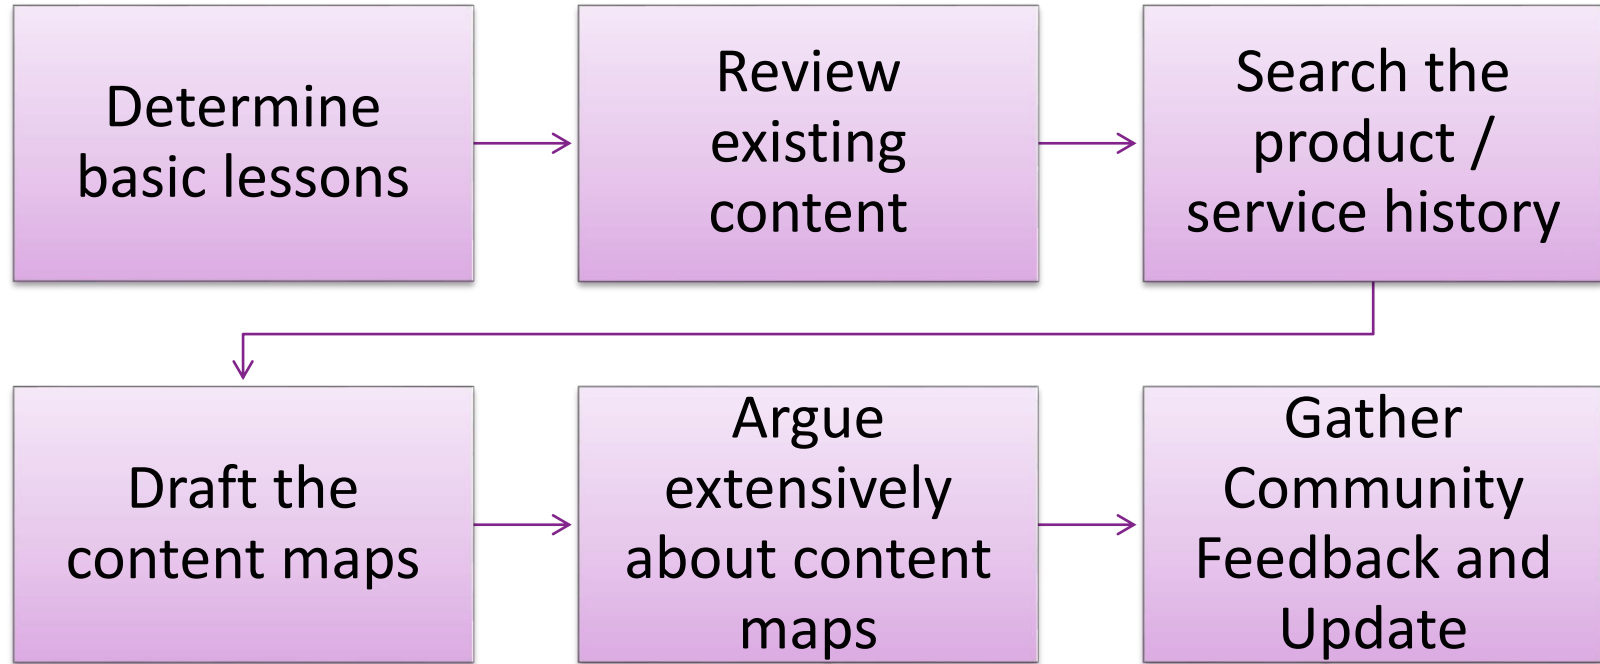 Determine
basic lessons
Review
existing
content
Search the
product /
service history
Draft the
content maps
Argue
extensively
about content
maps
Gather
Community
Feedback and
Update